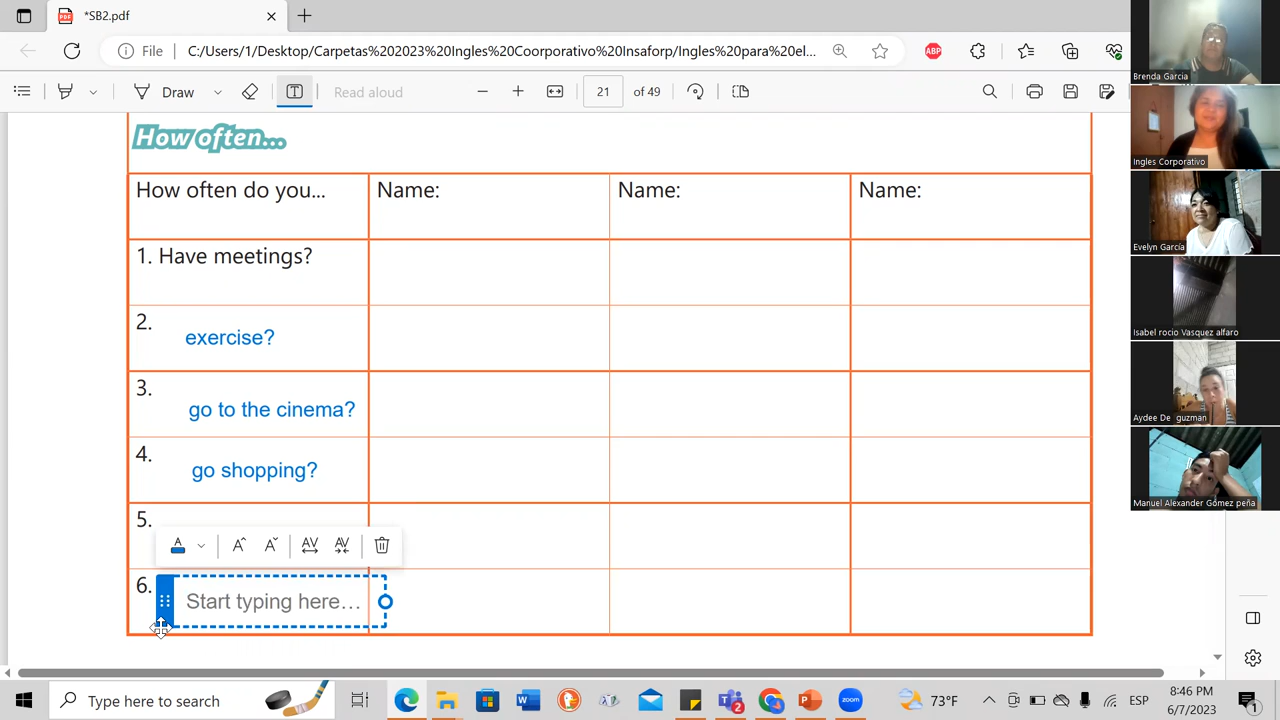 *SB2.pdf
File
C:/Users/1/Desktop/Carpetas%202023%20Ingles%20Coorporativo%20Insaforp/Ingles%20para%20el...
ABP
Draw
Read aloud
21
of 49
How often...
How often do you...
Name:
Name:
Name:
1. Have meetings?
2. exercise?
3. go to the cinema?
4. go shopping?
5.
6. Start typing here...
Brenda Garcia
Ingles Corporativo
Evelyn García
Isabel rocio Vasquez alfaro
Aydee De guzman
Manuel Alexander Gómez peña
Type here to search
73°F
ESP
8:46 PM
6/7/2023